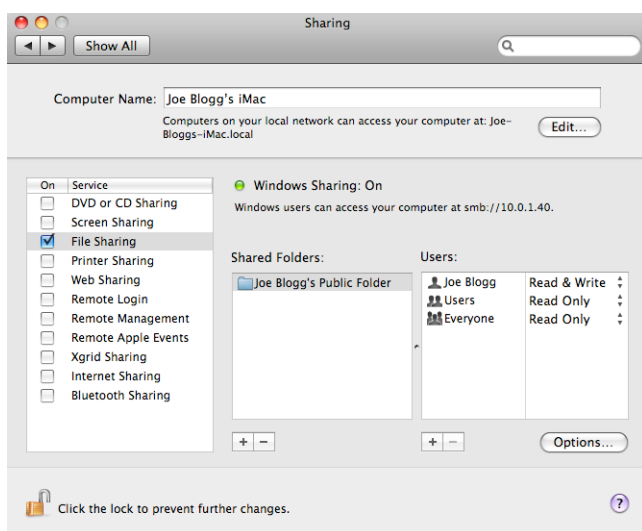 Sharing
Show All
Computer Name: Joe Blogg's iMac
Computers on your local network can access your computer at: Joe-
Bloggs-iMac.local
Edit...
On Service
DVD or CD Sharing
Screen Sharing
File Sharing
Printer Sharing
Web Sharing
Remote Login
Remote Management
Remote Apple Events
Xgrid Sharing
Internet Sharing
Bluetooth Sharing
Windows Sharing: On
Windows users can access your computer at smb://10.0.1.40.
Shared Folders:
Joe Blogg's Public Folder
Users:
Joe Blogg Read & Write
Users Read Only
Everyone Read Only
+ −
+ −
Options...
Click the lock to prevent further changes.
?